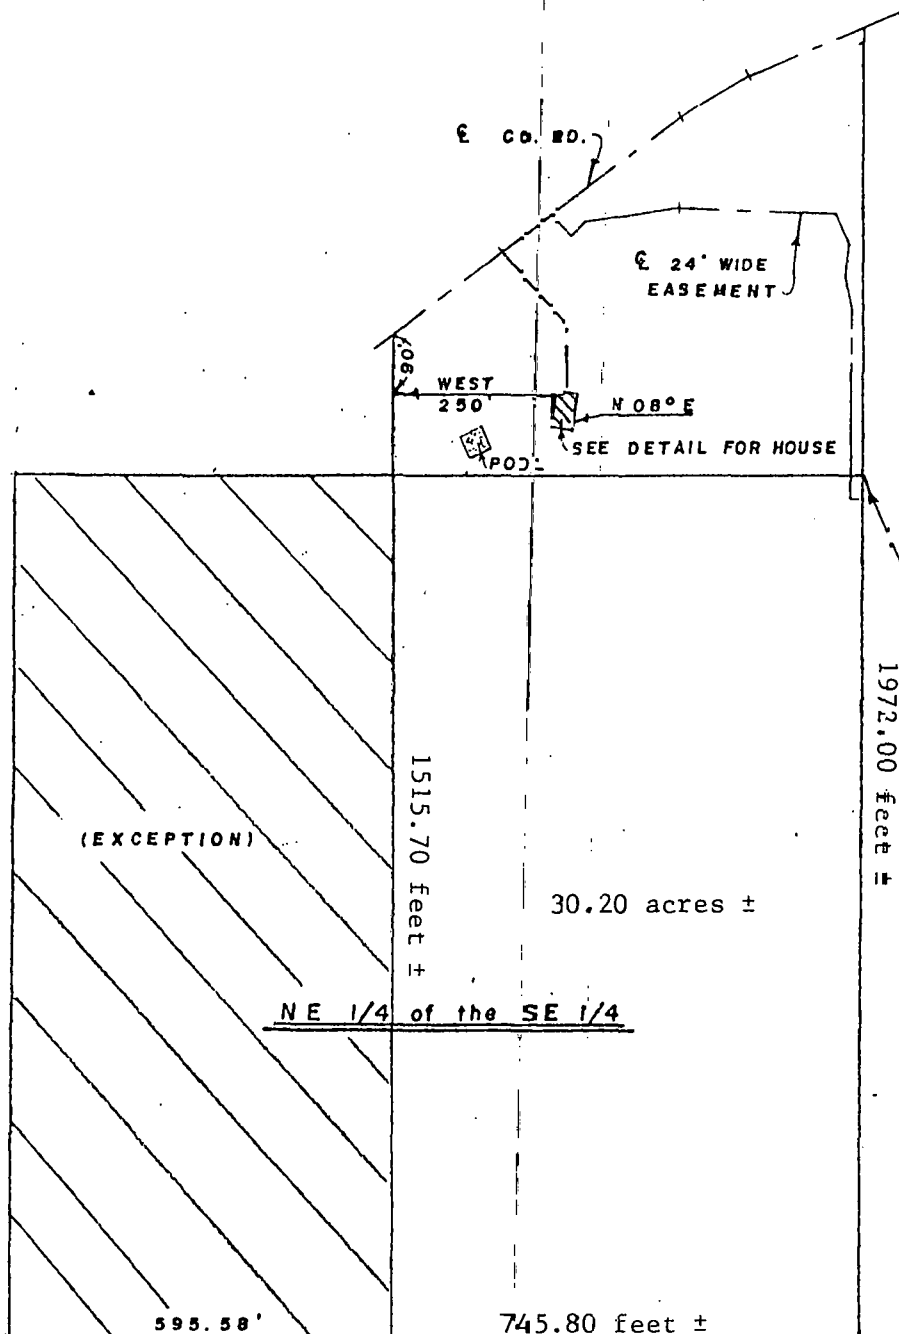 ℄ CO. RD.
℄ 24' WIDE
EASEMENT
90'
WEST
250'
N 08° E
SEE DETAIL FOR HOUSE
POOL
1972.00 feet ±
1515.70 feet ±
(EXCEPTION)
30.20 acres ±
NE 1/4 of the SE 1/4
595.58'
745.80 feet ±